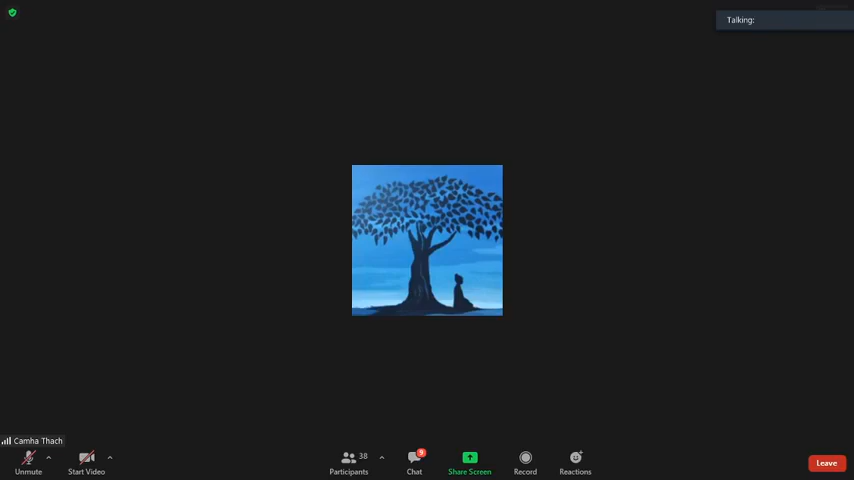 Talking:
Camha Thach
38
9
Unmute
Start Video
Participants
Chat
Share Screen
Record
Reactions
Leave